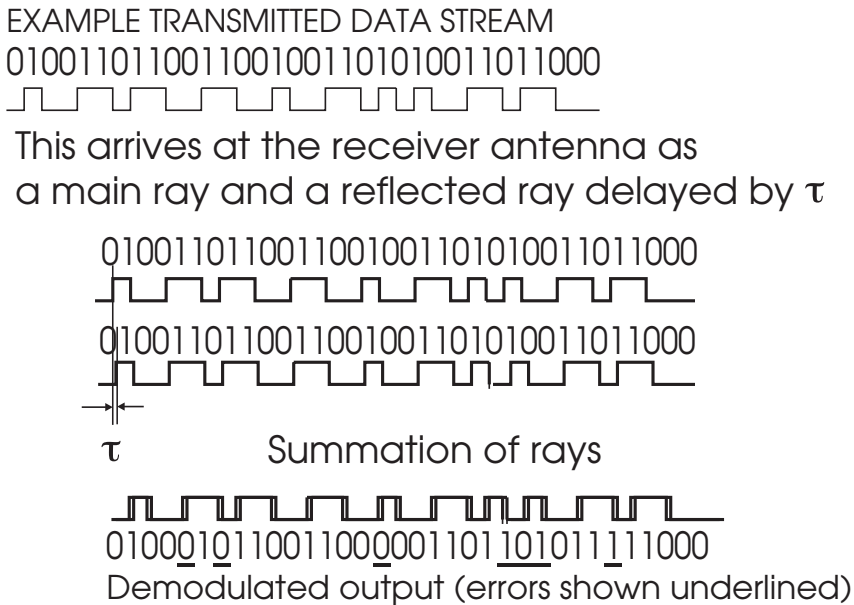 EXAMPLE TRANSMITTED DATA STREAM
0100110110011001001101010011011000
This arrives at the receiver antenna as
a main ray and a reflected ray delayed by τ
0100110110011001001101010011011000
0100110110011001001101010011011000
τ
Summation of rays
0100010110011000001101101011111000
Demodulated output (errors shown underlined)